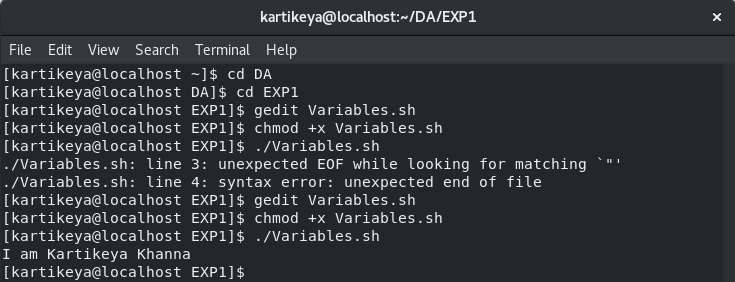 kartikeya@localhost:~/DA/EXP1 ×
File Edit View Search Terminal Help
[kartikeya@localhost ~]$ cd DA
[kartikeya@localhost DA]$ cd EXP1
[kartikeya@localhost EXP1]$ gedit Variables.sh
[kartikeya@localhost EXP1]$ chmod +x Variables.sh
[kartikeya@localhost EXP1]$ ./Variables.sh
./Variables.sh: line 3: unexpected EOF while looking for matching `"'
./Variables.sh: line 4: syntax error: unexpected end of file
[kartikeya@localhost EXP1]$ gedit Variables.sh
[kartikeya@localhost EXP1]$ chmod +x Variables.sh
[kartikeya@localhost EXP1]$ ./Variables.sh
I am Kartikeya Khanna
[kartikeya@localhost EXP1]$